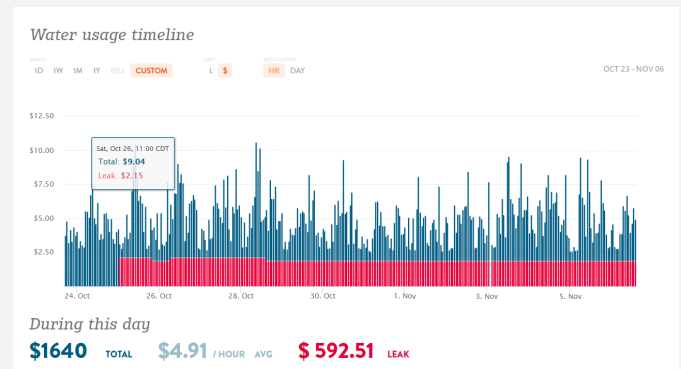 Water usage timeline
RANGE UNIT RESOLUTION
1D 1W 1M 1Y BILL CUSTOM L $ HR DAY OCT 23 - NOV 06
$12.50
$10.00
Sat, Oct 26, 11:00 CDT
Total: $9.04
Leak: $2.15
$7.50
$5.00
$2.50
24. Oct 26. Oct 28. Oct 30. Oct 1. Nov 3. Nov 5. Nov
During this day
$1640 TOTAL $4.91 / HOUR AVG $ 592.51 LEAK